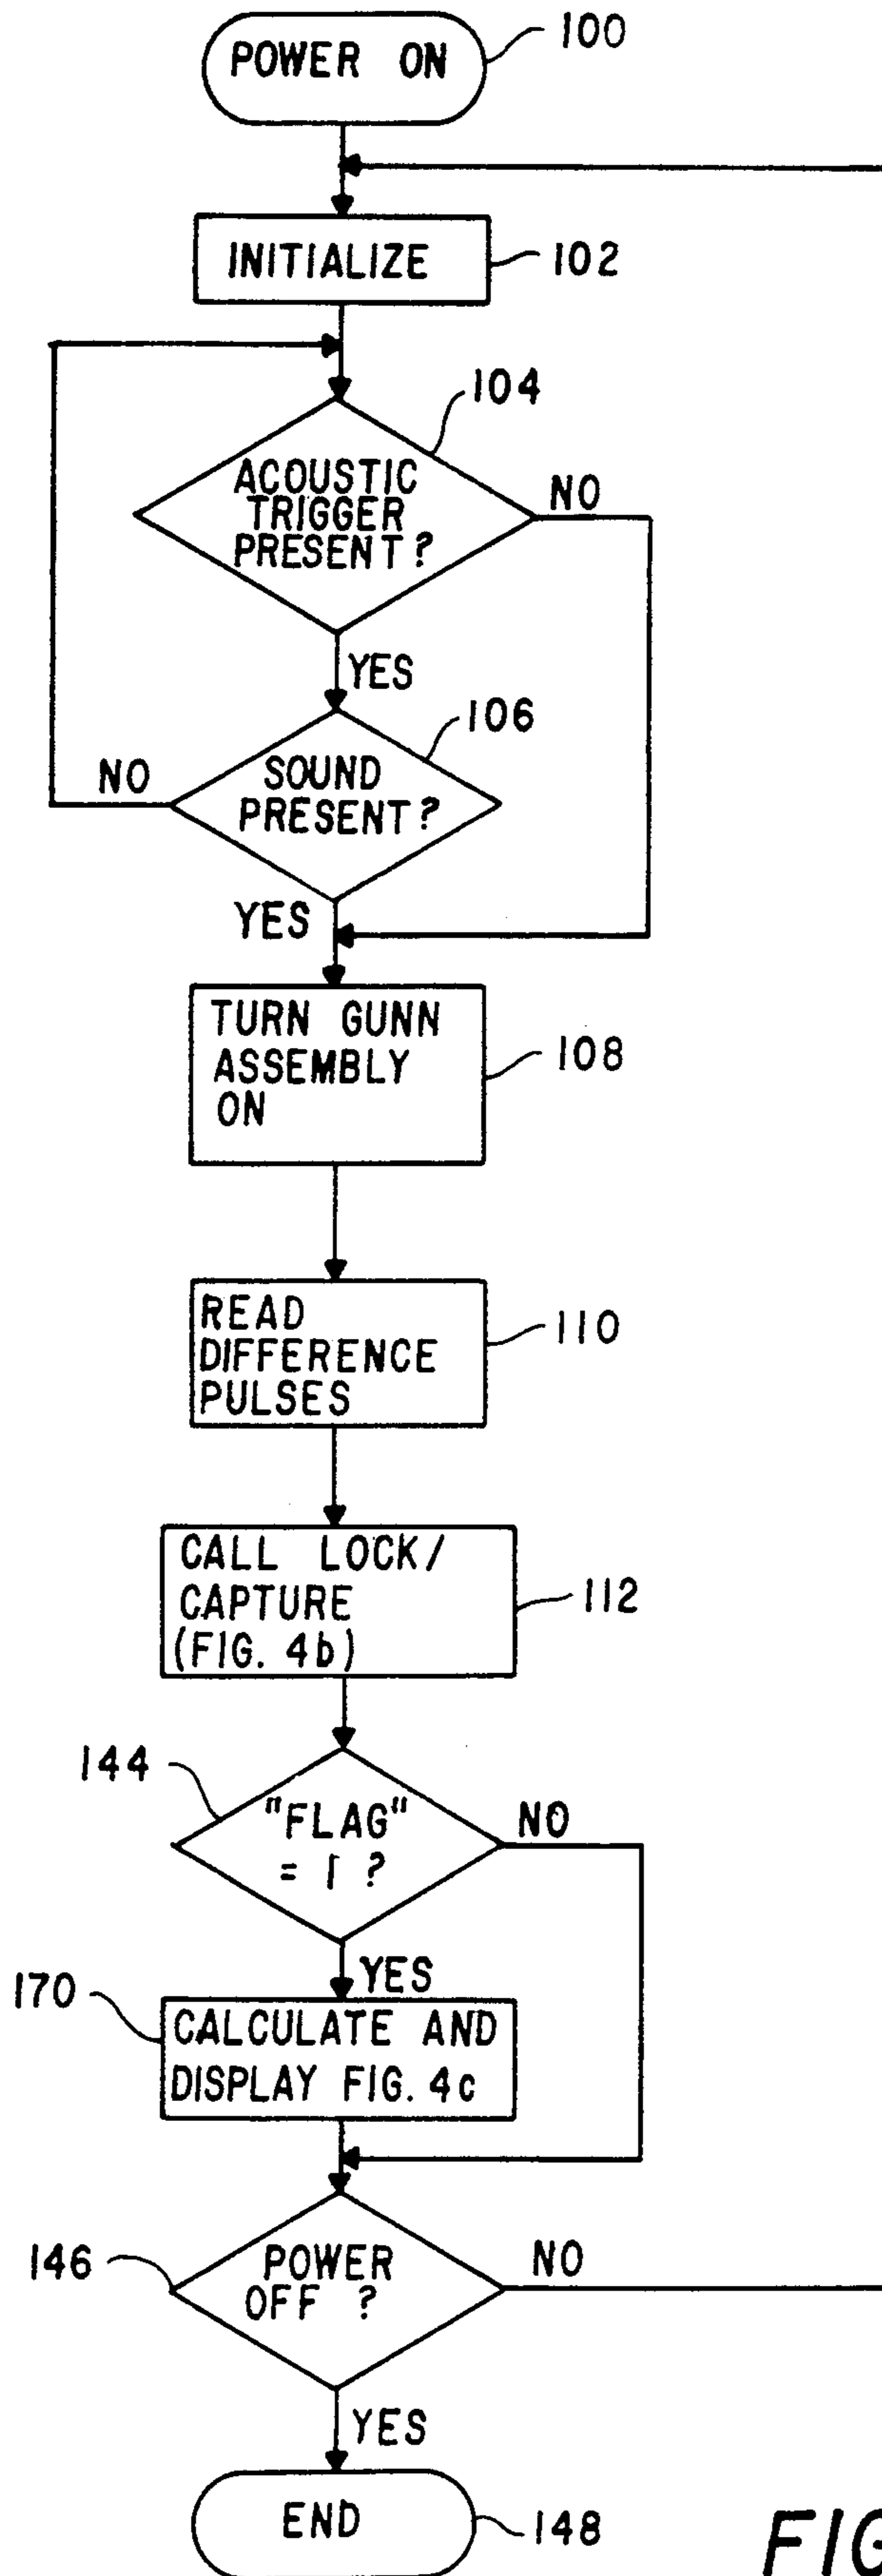 POWER ON
100
INITIALIZE
102
104
ACOUSTIC
TRIGGER
PRESENT?
NO
YES
106
SOUND
PRESENT?
NO
YES
TURN GUNN
ASSEMBLY
ON
108
READ
DIFFERENCE
PULSES
110
CALL LOCK/
CAPTURE
(FIG. 4b)
112
144
"FLAG"
= 1 ?
NO
YES
170
CALCULATE AND
DISPLAY FIG. 4c
146
POWER
OFF ?
NO
YES
END
148
FIG